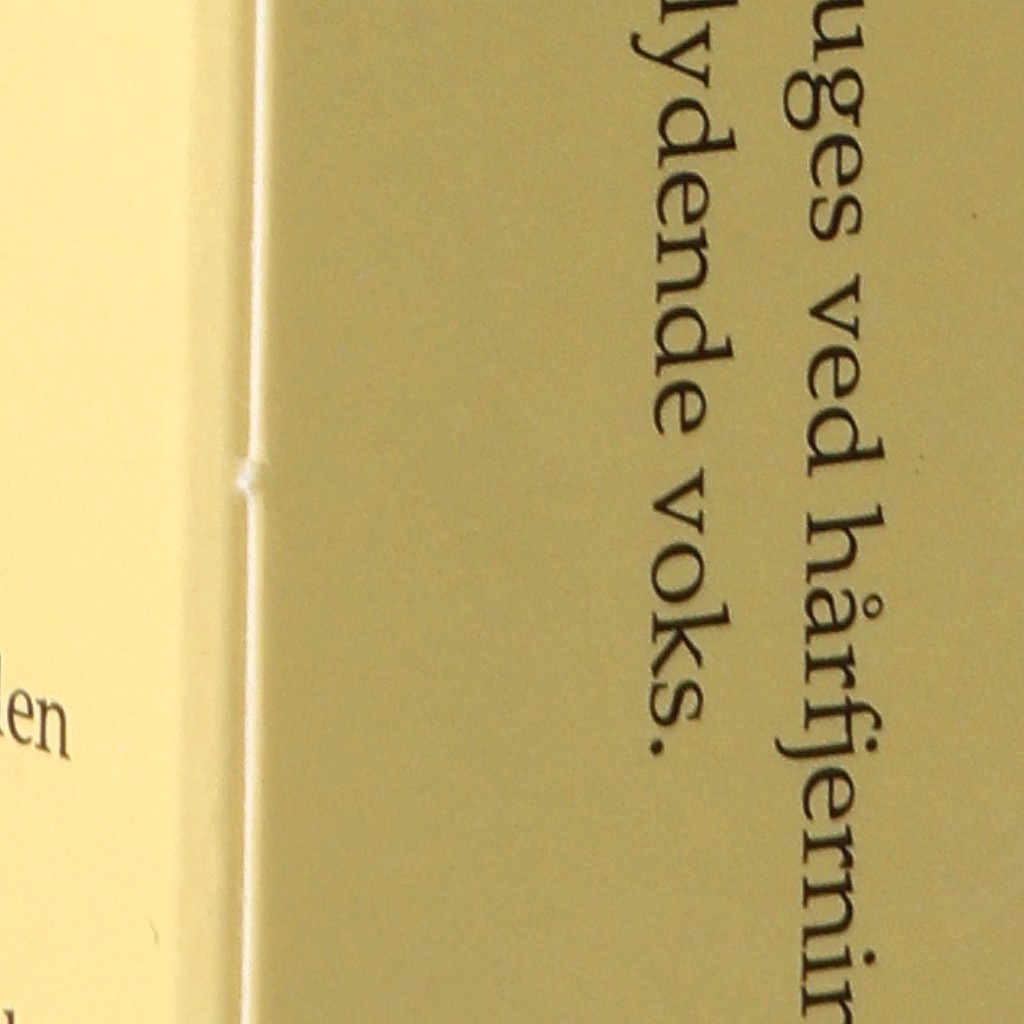 uges ved hårfjernin
lydende voks.
len